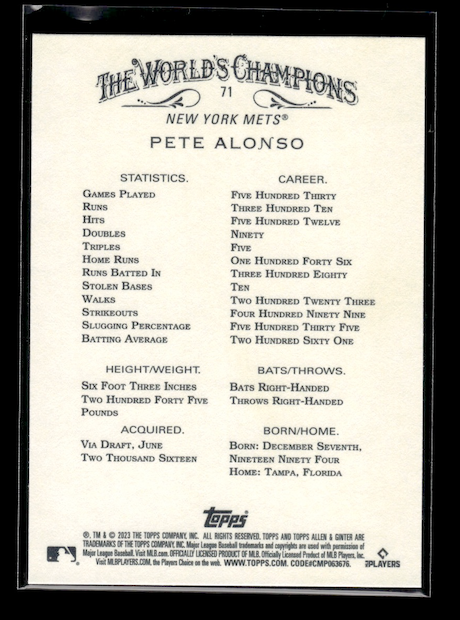 THE WORLD'S CHAMPIONS
71
NEW YORK METS®
PETE ALONSO
STATISTICS. CAREER.
GAMES PLAYED FIVE HUNDRED THIRTY
RUNS THREE HUNDRED TEN
HITS FIVE HUNDRED TWELVE
DOUBLES NINETY
TRIPLES FIVE
HOME RUNS ONE HUNDRED FORTY SIX
RUNS BATTED IN THREE HUNDRED EIGHTY
STOLEN BASES TEN
WALKS TWO HUNDRED TWENTY THREE
STRIKEOUTS FOUR HUNDRED NINETY NINE
SLUGGING PERCENTAGE FIVE HUNDRED THIRTY FIVE
BATTING AVERAGE TWO HUNDRED SIXTY ONE
HEIGHT/WEIGHT. BATS/THROWS.
SIX FOOT THREE INCHES BATS RIGHT-HANDED
TWO HUNDRED FORTY FIVE THROWS RIGHT-HANDED
POUNDS
ACQUIRED. BORN/HOME.
VIA DRAFT, JUNE BORN: DECEMBER SEVENTH,
TWO THOUSAND SIXTEEN NINETEEN NINETY FOUR
HOME: TAMPA, FLORIDA
Topps®
®, TM & © 2023 THE TOPPS COMPANY, INC. ALL RIGHTS RESERVED. TOPPS AND TOPPS ALLEN & GINTER ARE
TRADEMARKS OF THE TOPPS COMPANY, INC. Major League Baseball trademarks and copyrights are used with permission of
Major League Baseball. Visit MLB.com. OFFICIALLY LICENSED PRODUCT OF MLB. Officially Licensed Product of MLB Players, Inc.
Visit MLBPLAYERS.COM, the Players Choice on the web. WWW.TOPPS.COM. CODE#CMP063676.
PLAYERS